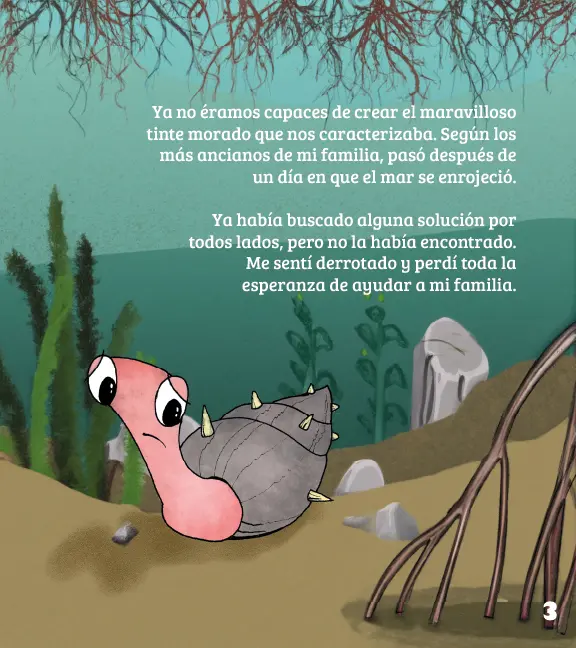 Ya no éramos capaces de crear el maravilloso
tinte morado que nos caracterizaba. Según los
más ancianos de mi familia, pasó después de
un día en que el mar se enrojeció.
Ya había buscado alguna solución por
todos lados, pero no la había encontrado.
Me sentí derrotado y perdí toda la
esperanza de ayudar a mi familia.
3